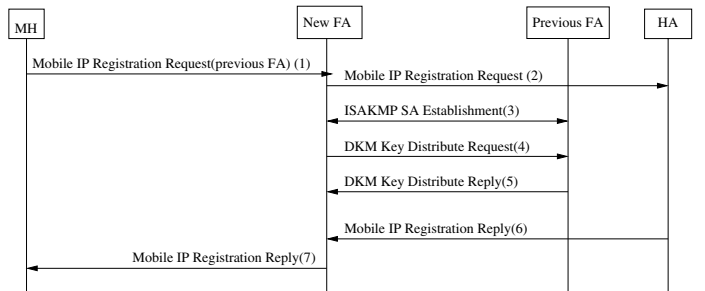 MH
New FA
Previous FA
HA
Mobile IP Registration Request(previous FA) (1)
Mobile IP Registration Request (2)
ISAKMP SA Establishment(3)
DKM Key Distribute Request(4)
DKM Key Distribute Reply(5)
Mobile IP Registration Reply(6)
Mobile IP Registration Reply(7)